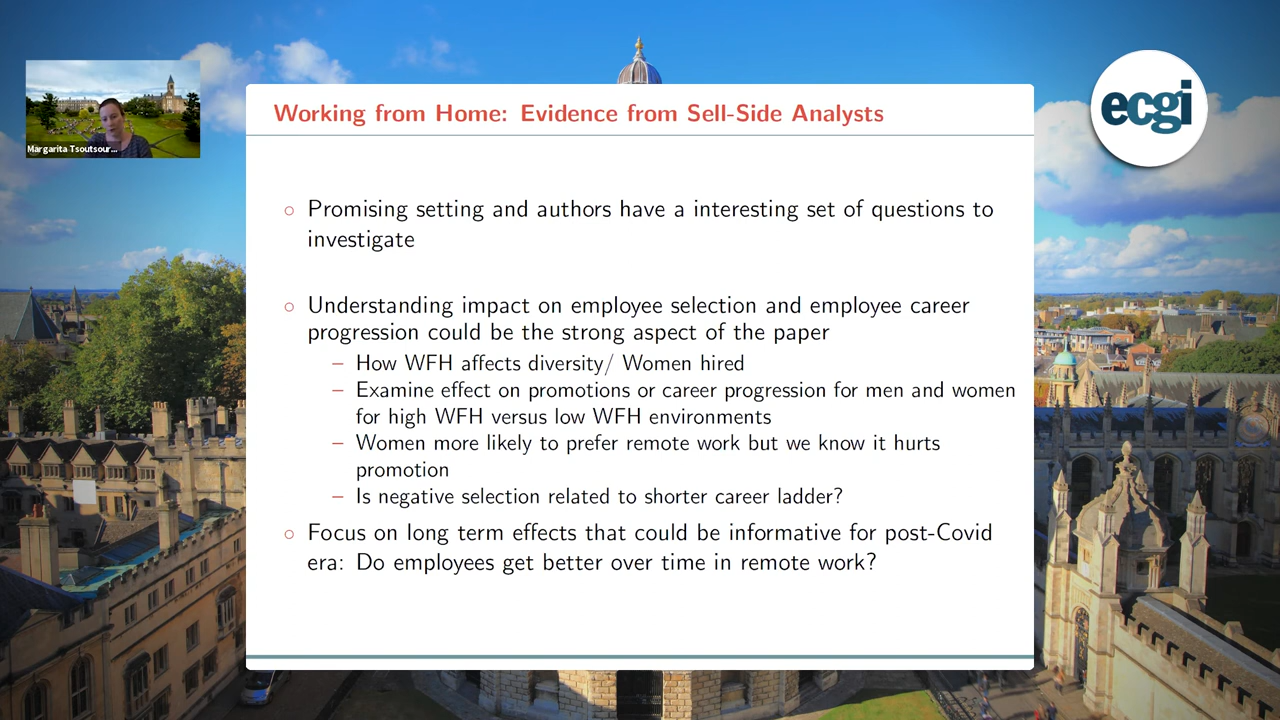 Margarita Tsoutsour...
ecgi
Working from Home: Evidence from Sell-Side Analysts
○ Promising setting and authors have a interesting set of questions to
investigate
○ Understanding impact on employee selection and employee career
progression could be the strong aspect of the paper
– How WFH affects diversity/ Women hired
– Examine effect on promotions or career progression for men and women
for high WFH versus low WFH environments
– Women more likely to prefer remote work but we know it hurts
promotion
– Is negative selection related to shorter career ladder?
○ Focus on long term effects that could be informative for post-Covid
era: Do employees get better over time in remote work?